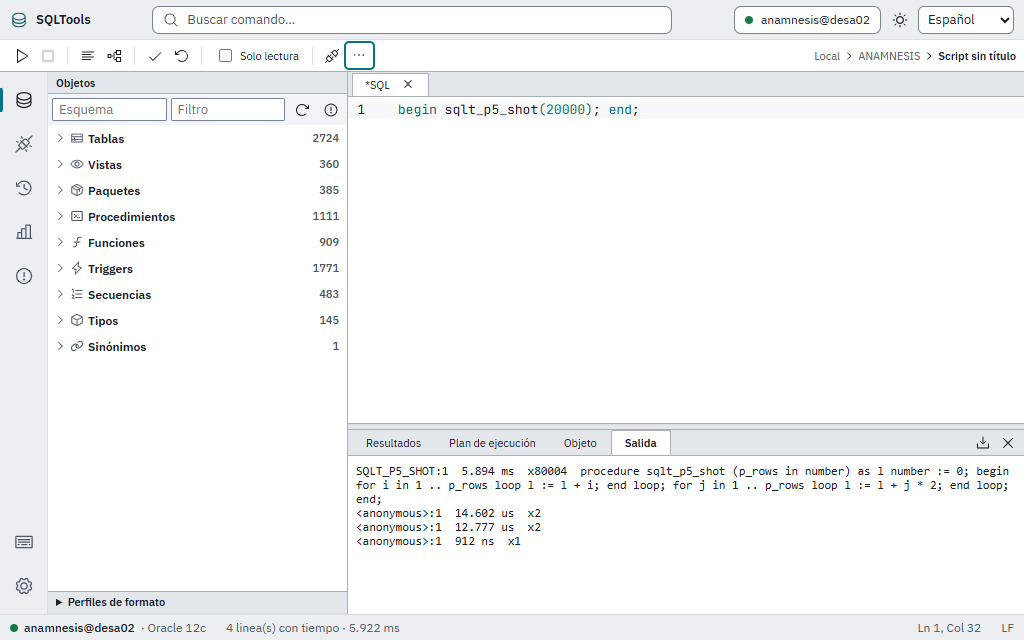 SQLTools
Buscar comando...
anamnesis@desa02
Español
Solo lectura
...
Local > ANAMNESIS > Script sin título
Objetos
Esquema
Filtro
Tablas 2724
Vistas 360
Paquetes 385
Procedimientos 1111
Funciones 909
Triggers 1771
Secuencias 483
Tipos 145
Sinónimos 1
Perfiles de formato
*SQL
1 begin sqlt_p5_shot(20000); end;
Resultados Plan de ejecución Objeto Salida
SQLT_P5_SHOT:1 5.894 ms x80004 procedure sqlt_p5_shot (p_rows in number) as l number := 0; begin
for i in 1 .. p_rows loop l := l + i; end loop; for j in 1 .. p_rows loop l := l + j * 2; end loop;
end;
<anonymous>:1 14.602 us x2
<anonymous>:1 12.777 us x2
<anonymous>:1 912 ns x1
anamnesis@desa02 · Oracle 12c 4 linea(s) con tiempo · 5.922 ms
Ln 1, Col 32 LF